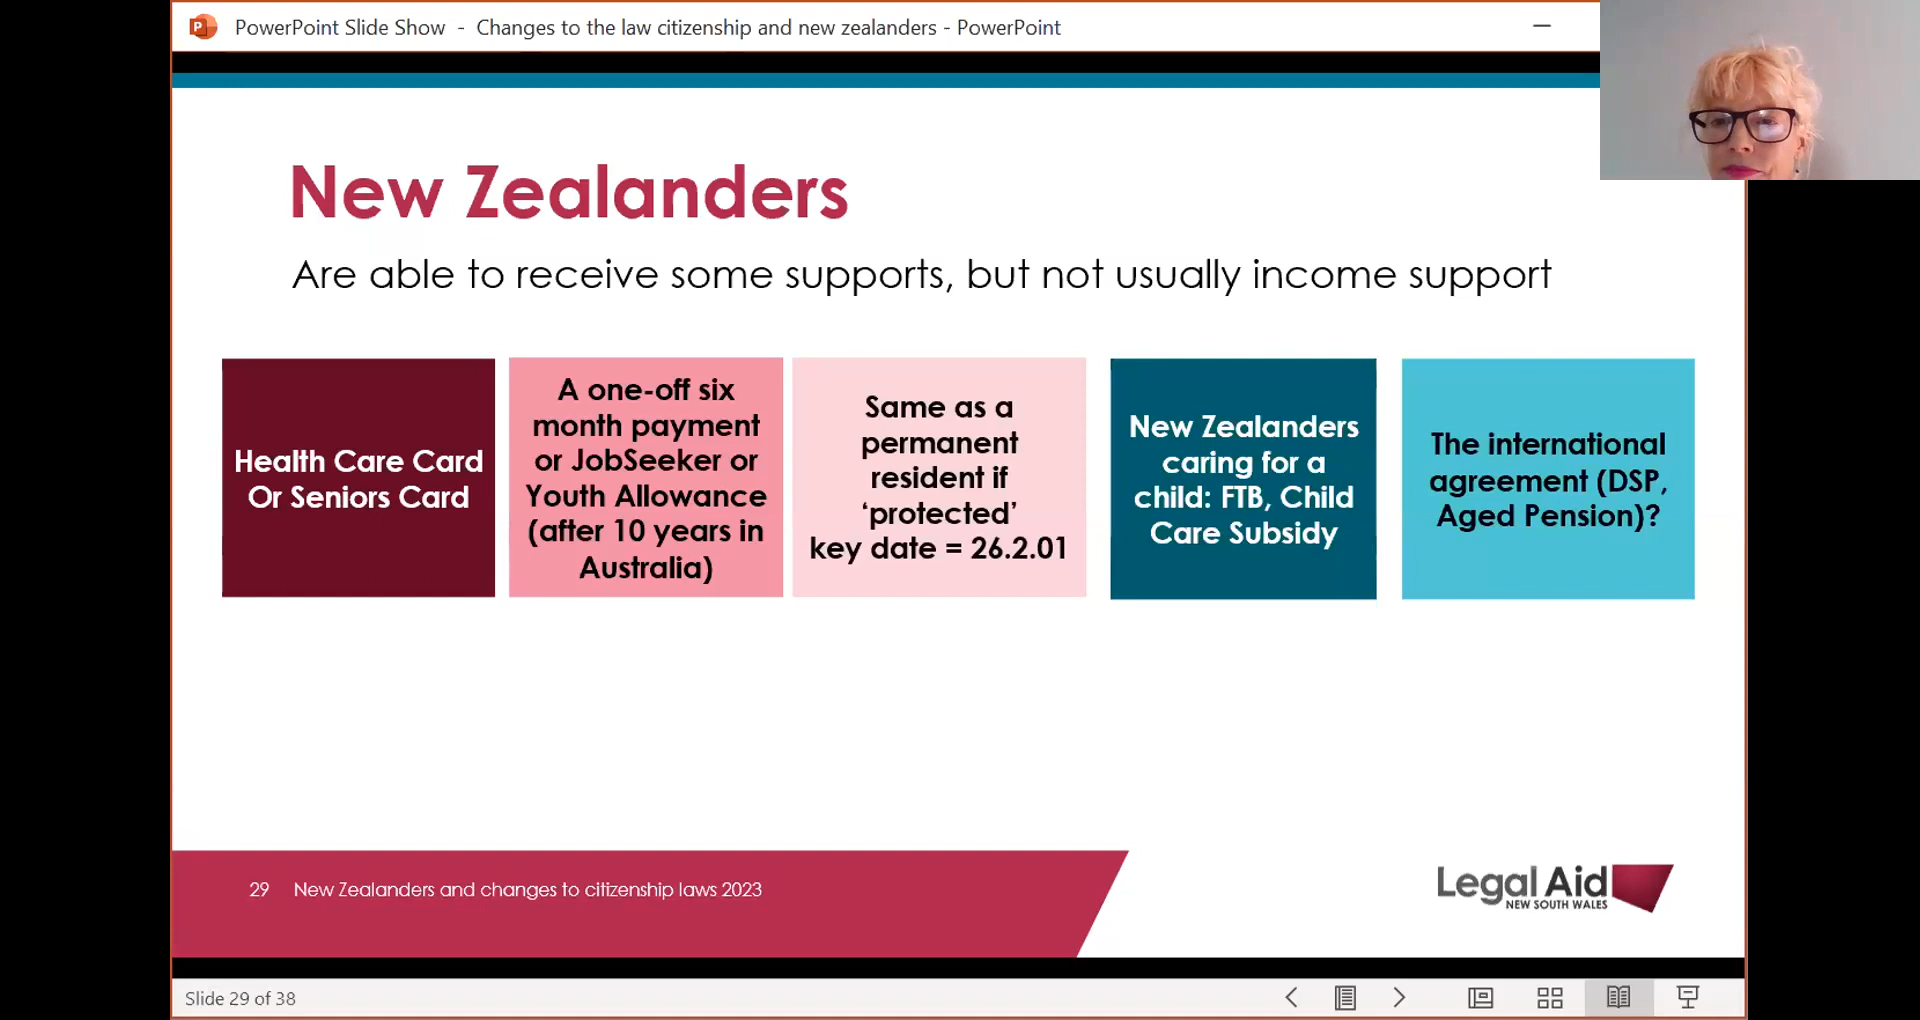 PowerPoint Slide Show - Changes to the law citizenship and new zealanders - PowerPoint
New Zealanders
Are able to receive some supports, but not usually income support
Health Care Card
Or Seniors Card
A one-off six
month payment
or JobSeeker or
Youth Allowance
(after 10 years in
Australia)
Same as a
permanent
resident if
‘protected’
key date = 26.2.01
New Zealanders
caring for a
child: FTB, Child
Care Subsidy
The international
agreement (DSP,
Aged Pension)?
29 New Zealanders and changes to citizenship laws 2023
Legal Aid
NEW SOUTH WALES
Slide 29 of 38